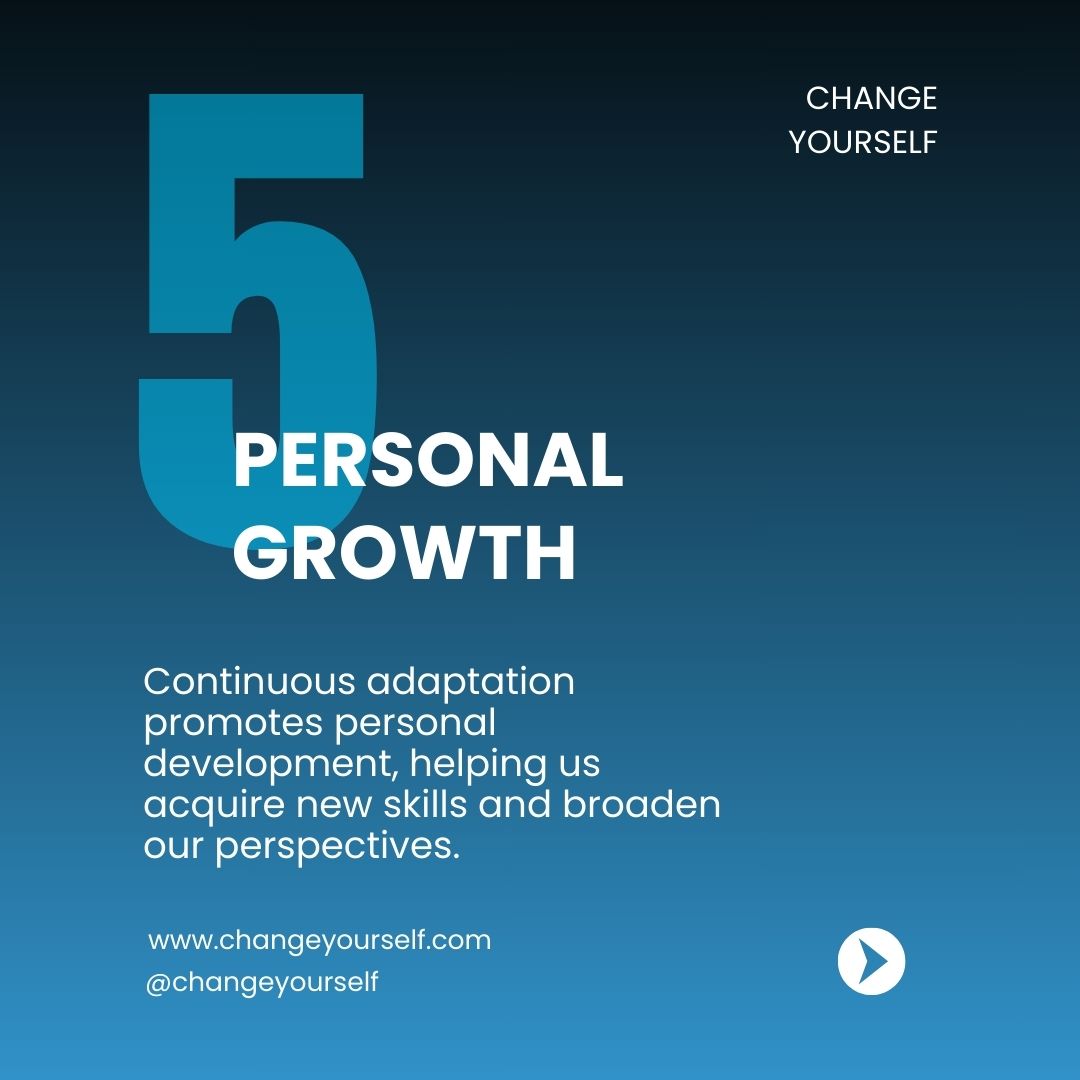 5
CHANGE
YOURSELF
PERSONAL
GROWTH
Continuous adaptation
promotes personal
development, helping us
acquire new skills and broaden
our perspectives.
www.changeyourself.com
@changeyourself